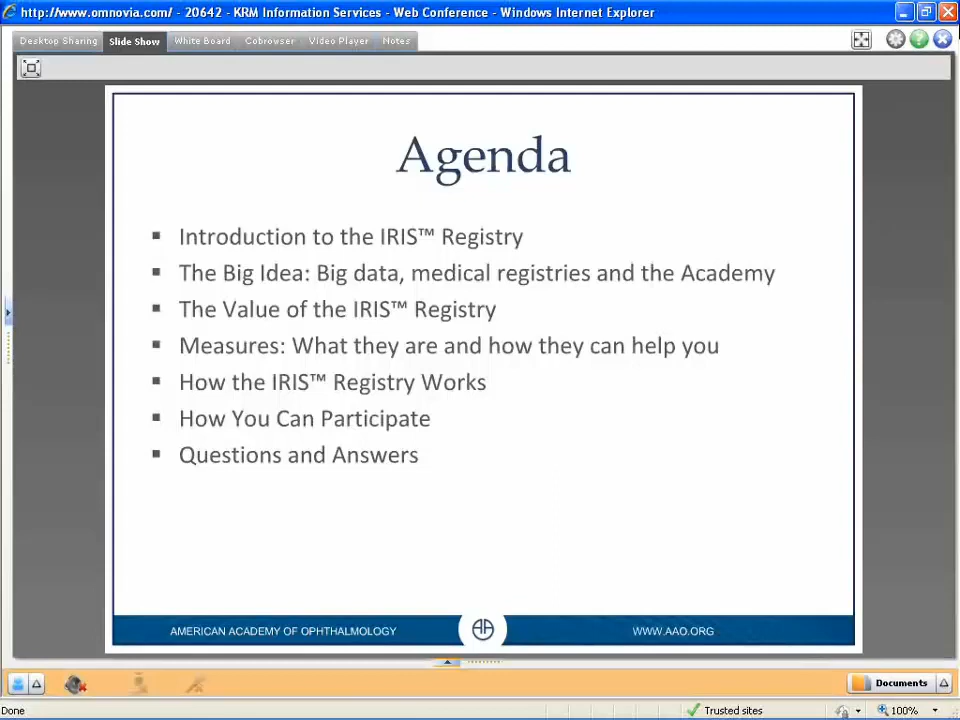 http://www.omnovia.com/ - 20642 - KRM Information Services - Web Conference - Windows Internet Explorer
Desktop Sharing Slide Show White Board Cobrowser Video Player Notes
Agenda
▪ Introduction to the IRIS™ Registry
▪ The Big Idea: Big data, medical registries and the Academy
▪ The Value of the IRIS™ Registry
▪ Measures: What they are and how they can help you
▪ How the IRIS™ Registry Works
▪ How You Can Participate
▪ Questions and Answers
AMERICAN ACADEMY OF OPHTHALMOLOGY WWW.AAO.ORG
Documents
Done Trusted sites 100%